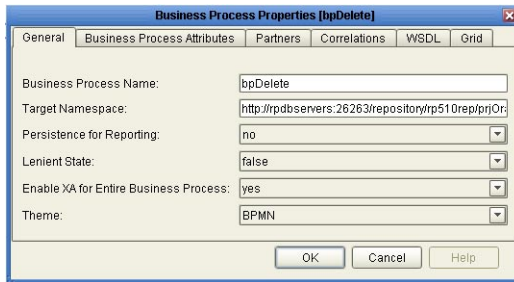 Business Process Properties [bpDelete]
General Business Process Attributes Partners Correlations WSDL Grid
Business Process Name: bpDelete
Target Namespace: http://rpdbservers:26263/repository/rp510rep/prjOra
Persistence for Reporting: no
Lenient State: false
Enable XA for Entire Business Process: yes
Theme: BPMN
OK Cancel Help